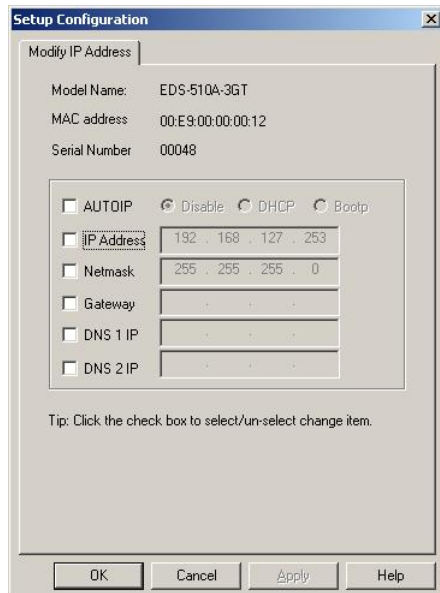 Setup Configuration
Modify IP Address
Model Name: EDS-510A-3GT
MAC address 00:E9:00:00:00:12
Serial Number 00048
AUTOIP Disable DHCP Bootp
IP Address 192 . 168 . 127 . 253
Netmask 255 . 255 . 255 . 0
Gateway . . .
DNS 1 IP . . .
DNS 2 IP . . .
Tip: Click the check box to select/un-select change item.
OK Cancel Apply Help